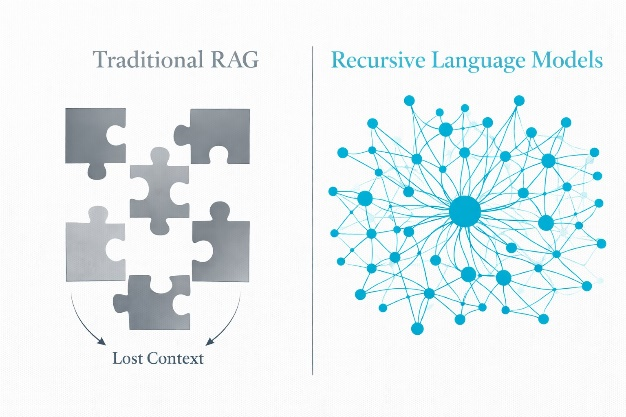 Traditional RAG
Recursive Language Models
Lost Context